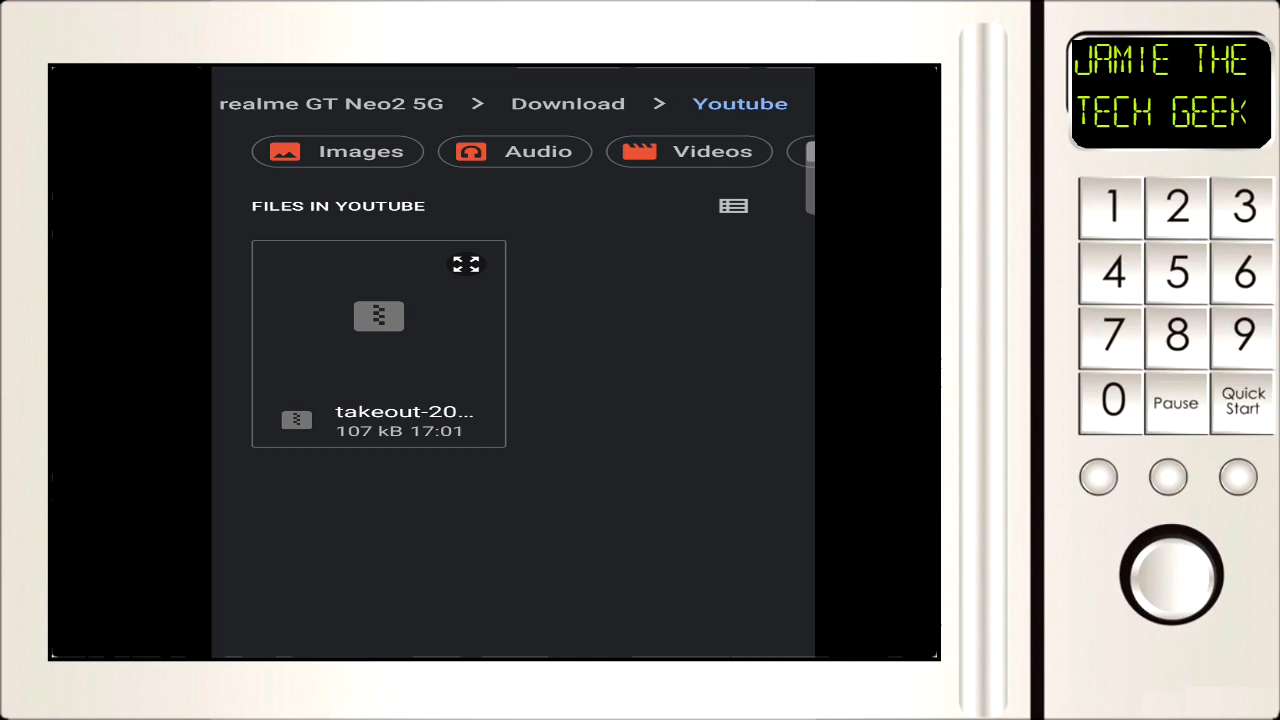 JAMIE THE
TECH GEEK
realme GT Neo2 5G > Download > Youtube
Images Audio Videos
FILES IN YOUTUBE
takeout-20...
107 kB 17:01
1 2 3
4 5 6
7 8 9
0 Pause Quick Start